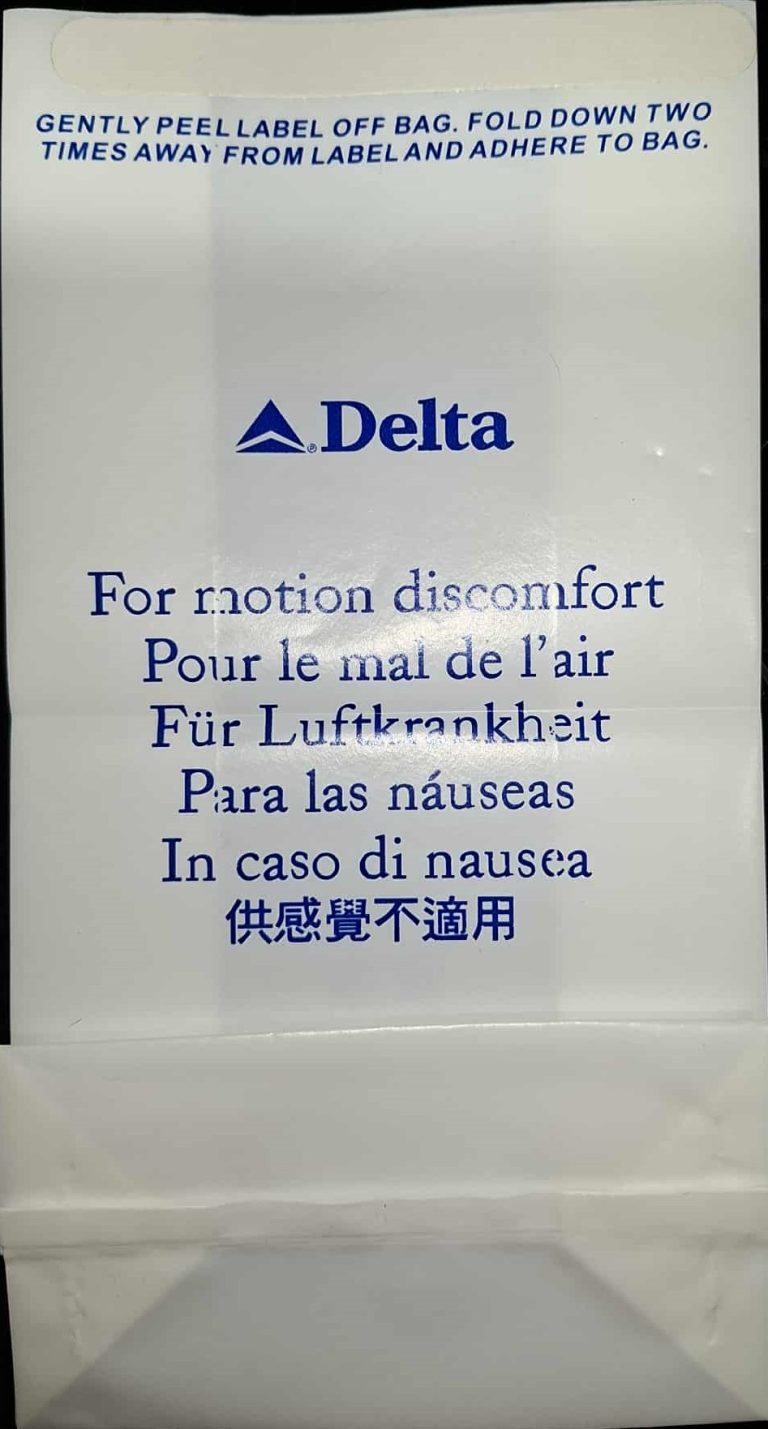 GENTLY PEEL LABEL OFF BAG. FOLD DOWN TWO
TIMES AWAY FROM LABEL AND ADHERE TO BAG.
®Delta
For motion discomfort
Pour le mal de l'air
Für Luftkrankheit
Para las náuseas
In caso di nausea
供感覺不適用